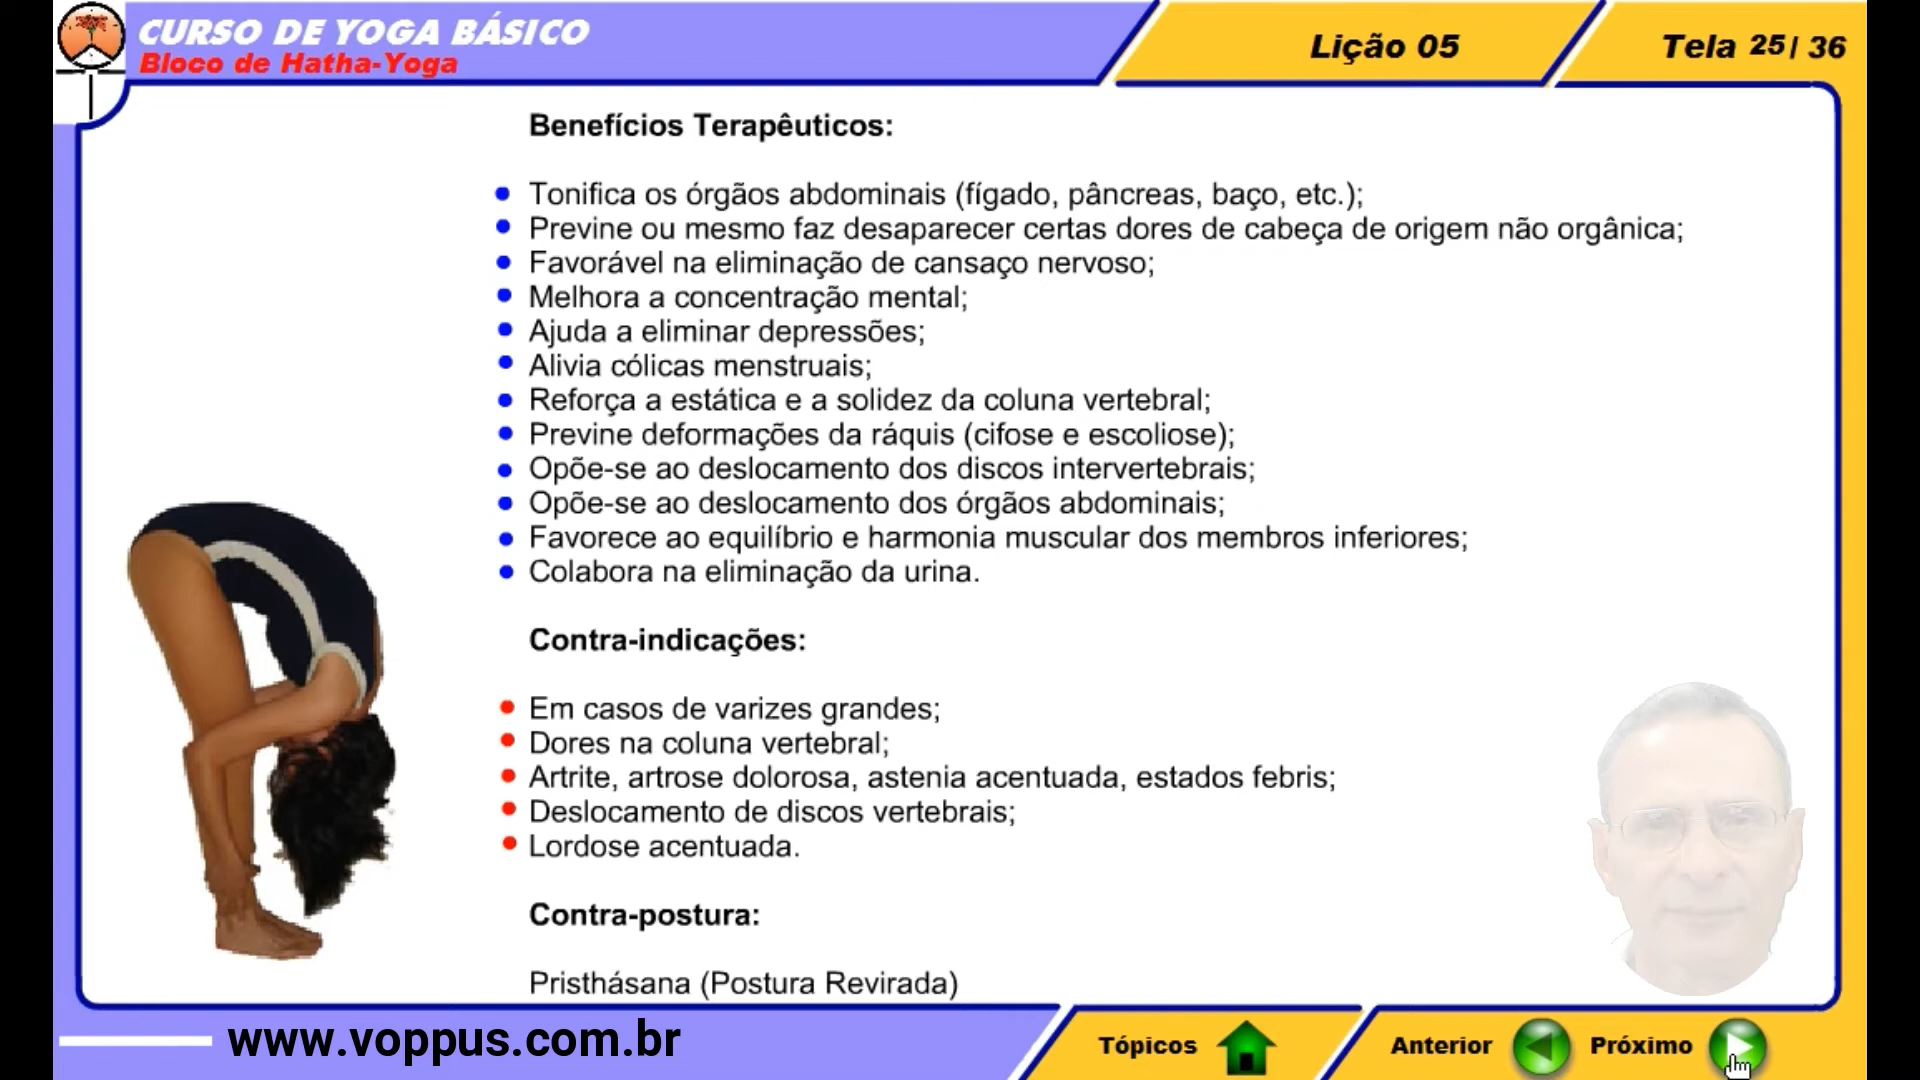 CURSO DE YOGA BÁSICO
Bloco de Hatha-Yoga
Lição 05
Tela 25 / 36
Benefícios Terapêuticos:
Tonifica os órgãos abdominais (fígado, pâncreas, baço, etc.);
Previne ou mesmo faz desaparecer certas dores de cabeça de origem não orgânica;
Favorável na eliminação de cansaço nervoso;
Melhora a concentração mental;
Ajuda a eliminar depressões;
Alivia cólicas menstruais;
Reforça a estática e a solidez da coluna vertebral;
Previne deformações da ráquis (cifose e escoliose);
Opõe-se ao deslocamento dos discos intervertebrais;
Opõe-se ao deslocamento dos órgãos abdominais;
Favorece ao equilíbrio e harmonia muscular dos membros inferiores;
Colabora na eliminação da urina.
Contra-indicações:
Em casos de varizes grandes;
Dores na coluna vertebral;
Artrite, artrose dolorosa, astenia acentuada, estados febris;
Deslocamento de discos vertebrais;
Lordose acentuada.
Contra-postura:
Pristhásana (Postura Revirada)
www.voppus.com.br
Tópicos
Anterior
Próximo